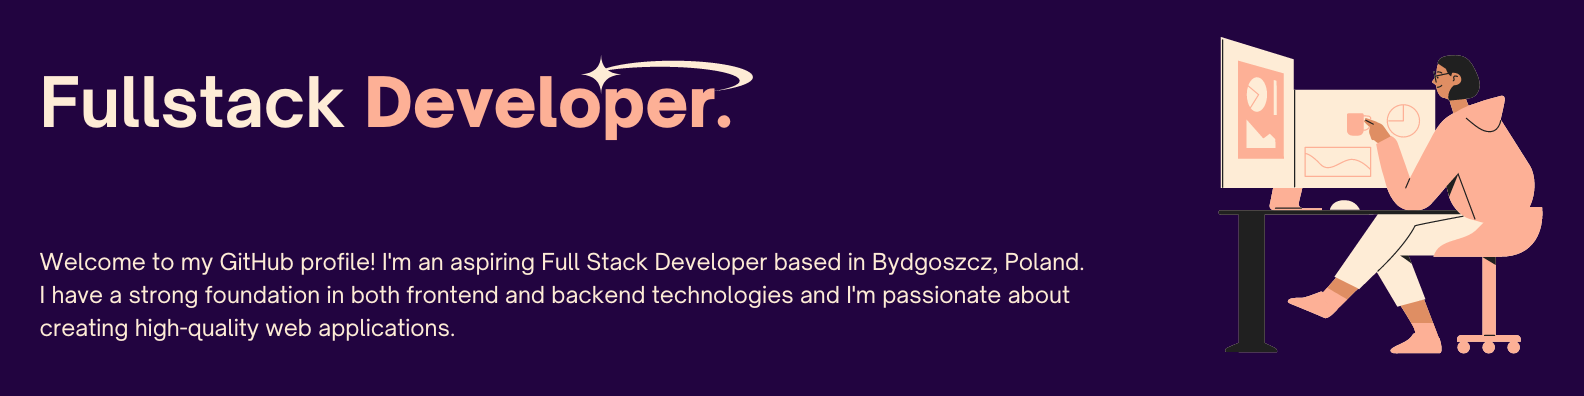 Fullstack Developer.
Welcome to my GitHub profile! I'm an aspiring Full Stack Developer based in Bydgoszcz, Poland.
I have a strong foundation in both frontend and backend technologies and I'm passionate about
creating high-quality web applications.